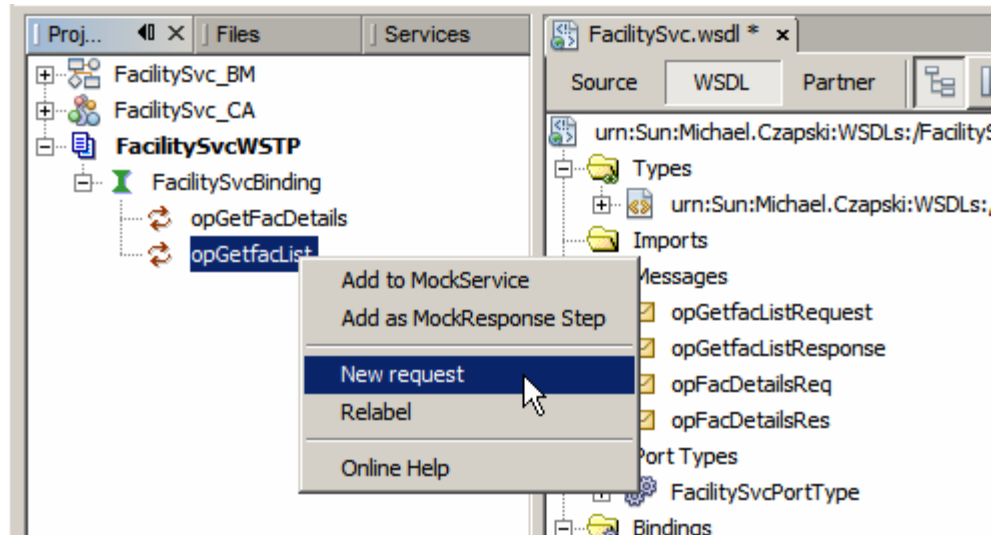 Proj...
Files
Services
FacilitySvc.wsdl *
FacilitySvc_BM
FacilitySvc_CA
FacilitySvcWSTP
FacilitySvcBinding
opGetFacDetails
opGetfacList
Add to MockService
Add as MockResponse Step
New request
Relabel
Online Help
Source
WSDL
Partner
urn:Sun:Michael.Czapski:WSDLs:/FacilityS
Types
urn:Sun:Michael.Czapski:WSDLs:/
Imports
Messages
opGetfacListRequest
opGetfacListResponse
opFacDetailsReq
opFacDetailsRes
Port Types
FacilitySvcPortType
Bindings